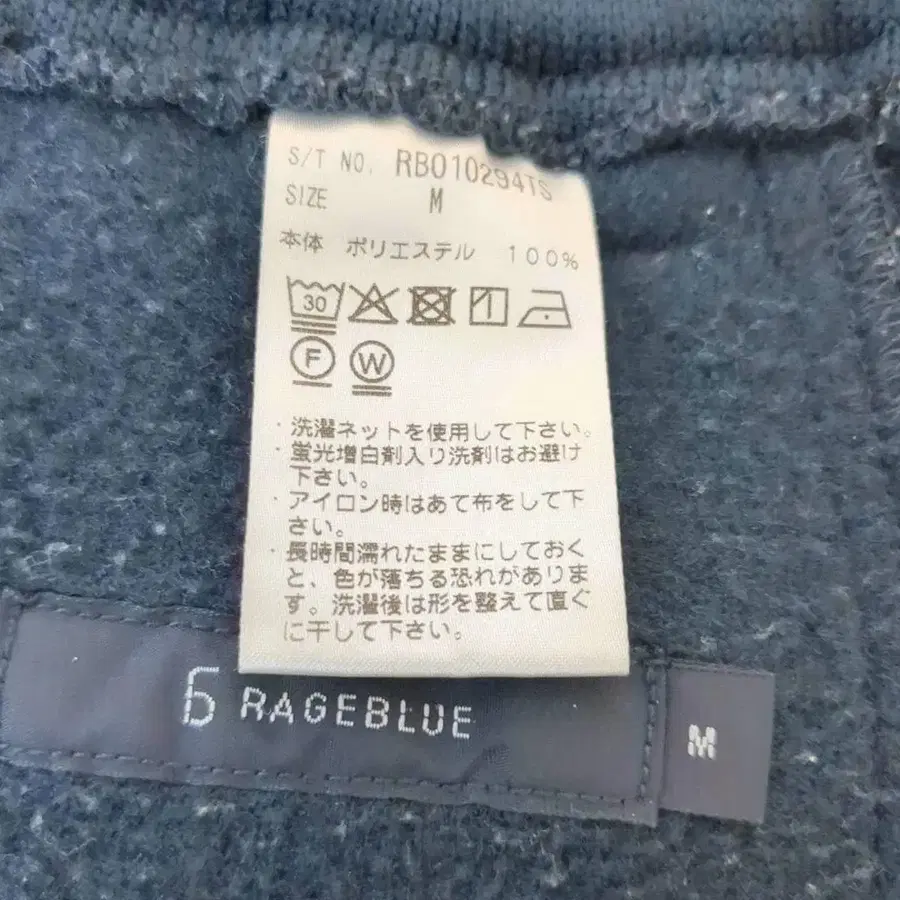 S/T NO. RB010294TS
SIZE M
本体 ポリエステル 100%
30
F W
・洗濯ネットを使用して下さい。
・蛍光増白剤入り洗剤はお避け
下さい。
・アイロン時はあて布をして下
さい。
・長時間濡れたままにしておく
と、色が落ちる恐れがありま
す。洗濯後は形を整えて直ぐ
に干して下さい。
RAGEBLUE
M